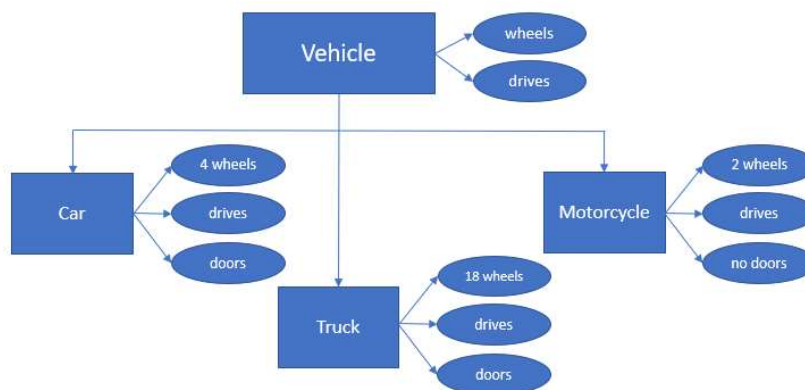 Vehicle
wheels
drives
Car
4 wheels
drives
doors
Truck
18 wheels
drives
doors
Motorcycle
2 wheels
drives
no doors